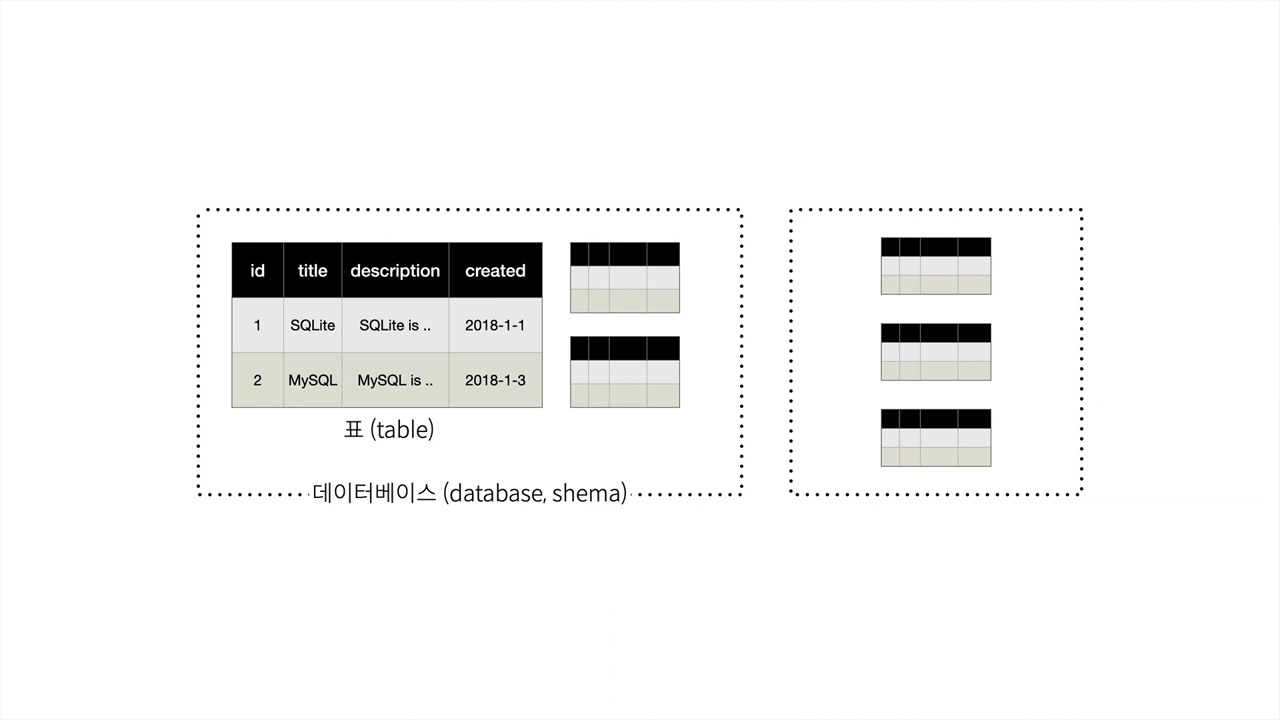 id title description created
1 SQLite SQLite is .. 2018-1-1
2 MySQL MySQL is .. 2018-1-3
표 (table)
데이터베이스 (database, shema)